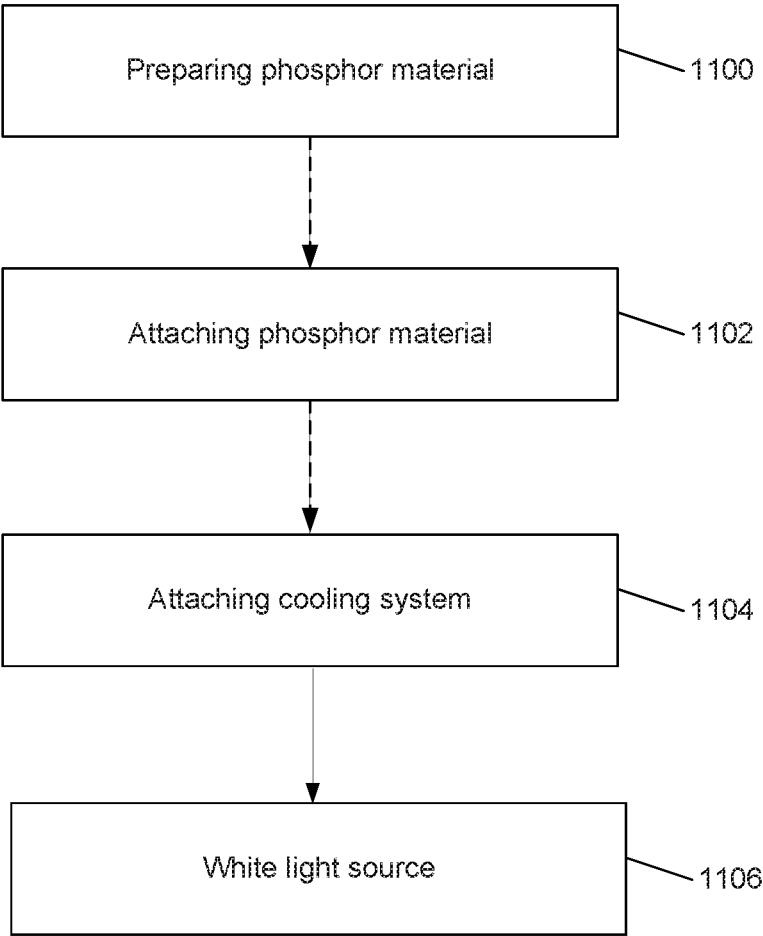 Preparing phosphor material
1100
Attaching phosphor material
1102
Attaching cooling system
1104
White light source
1106